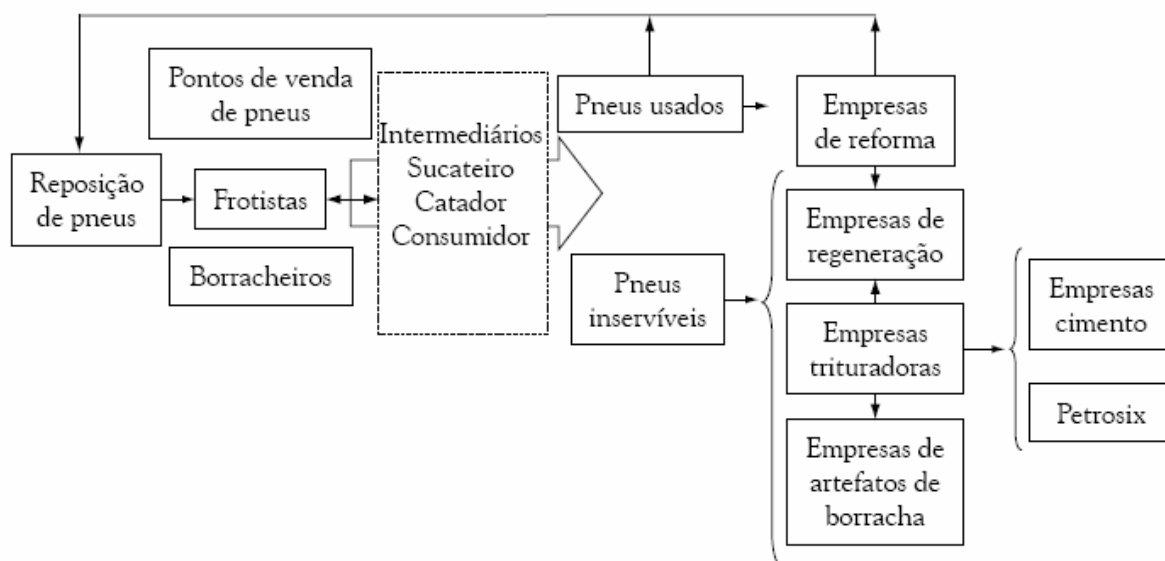 Pontos de venda
de pneus
Reposição
de pneus
Frotistas
Borracheiros
Intermediários
Sucateiro
Catador
Consumidor
Pneus usados
Pneus
inservíveis
Empresas
de reforma
Empresas de
regeneração
Empresas
trituradoras
Empresas de
artefatos de
borracha
Empresas
cimento
Petrosix